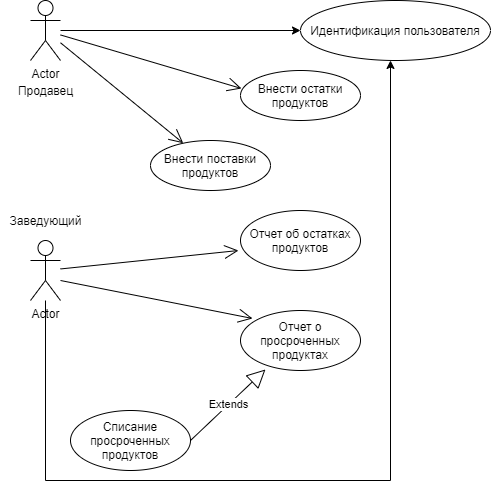 Идентификация пользователя
Actor
Продавец
Внести остатки
продуктов
Внести поставки
продуктов
Заведующий
Отчет об остатках
продуктов
Actor
Отчет о
просроченных
продуктах
Extends
Списание
просроченных
продуктов